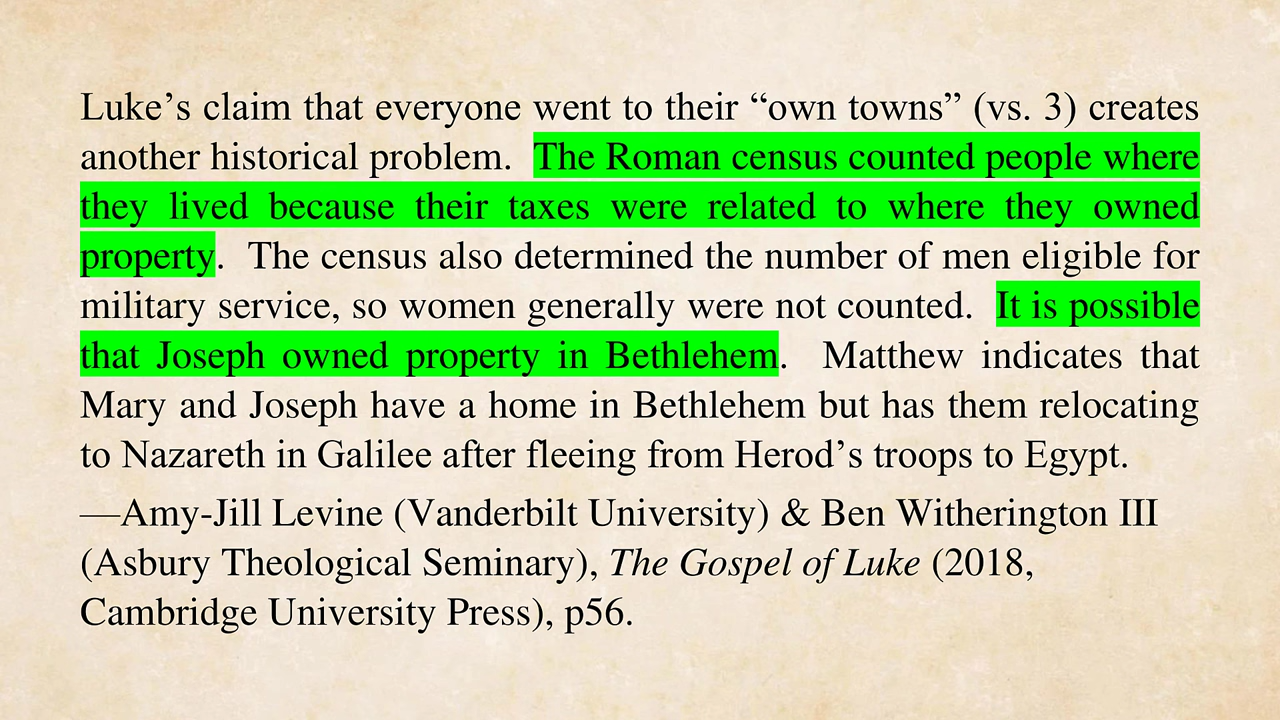 Luke’s claim that everyone went to their “own towns” (vs. 3) creates
another historical problem.  The Roman census counted people where
they lived because their taxes were related to where they owned
property.  The census also determined the number of men eligible for
military service, so women generally were not counted.  It is possible
that Joseph owned property in Bethlehem.  Matthew indicates that
Mary and Joseph have a home in Bethlehem but has them relocating
to Nazareth in Galilee after fleeing from Herod’s troops to Egypt.
—Amy-Jill Levine (Vanderbilt University) & Ben Witherington III
(Asbury Theological Seminary), The Gospel of Luke (2018,
Cambridge University Press), p56.